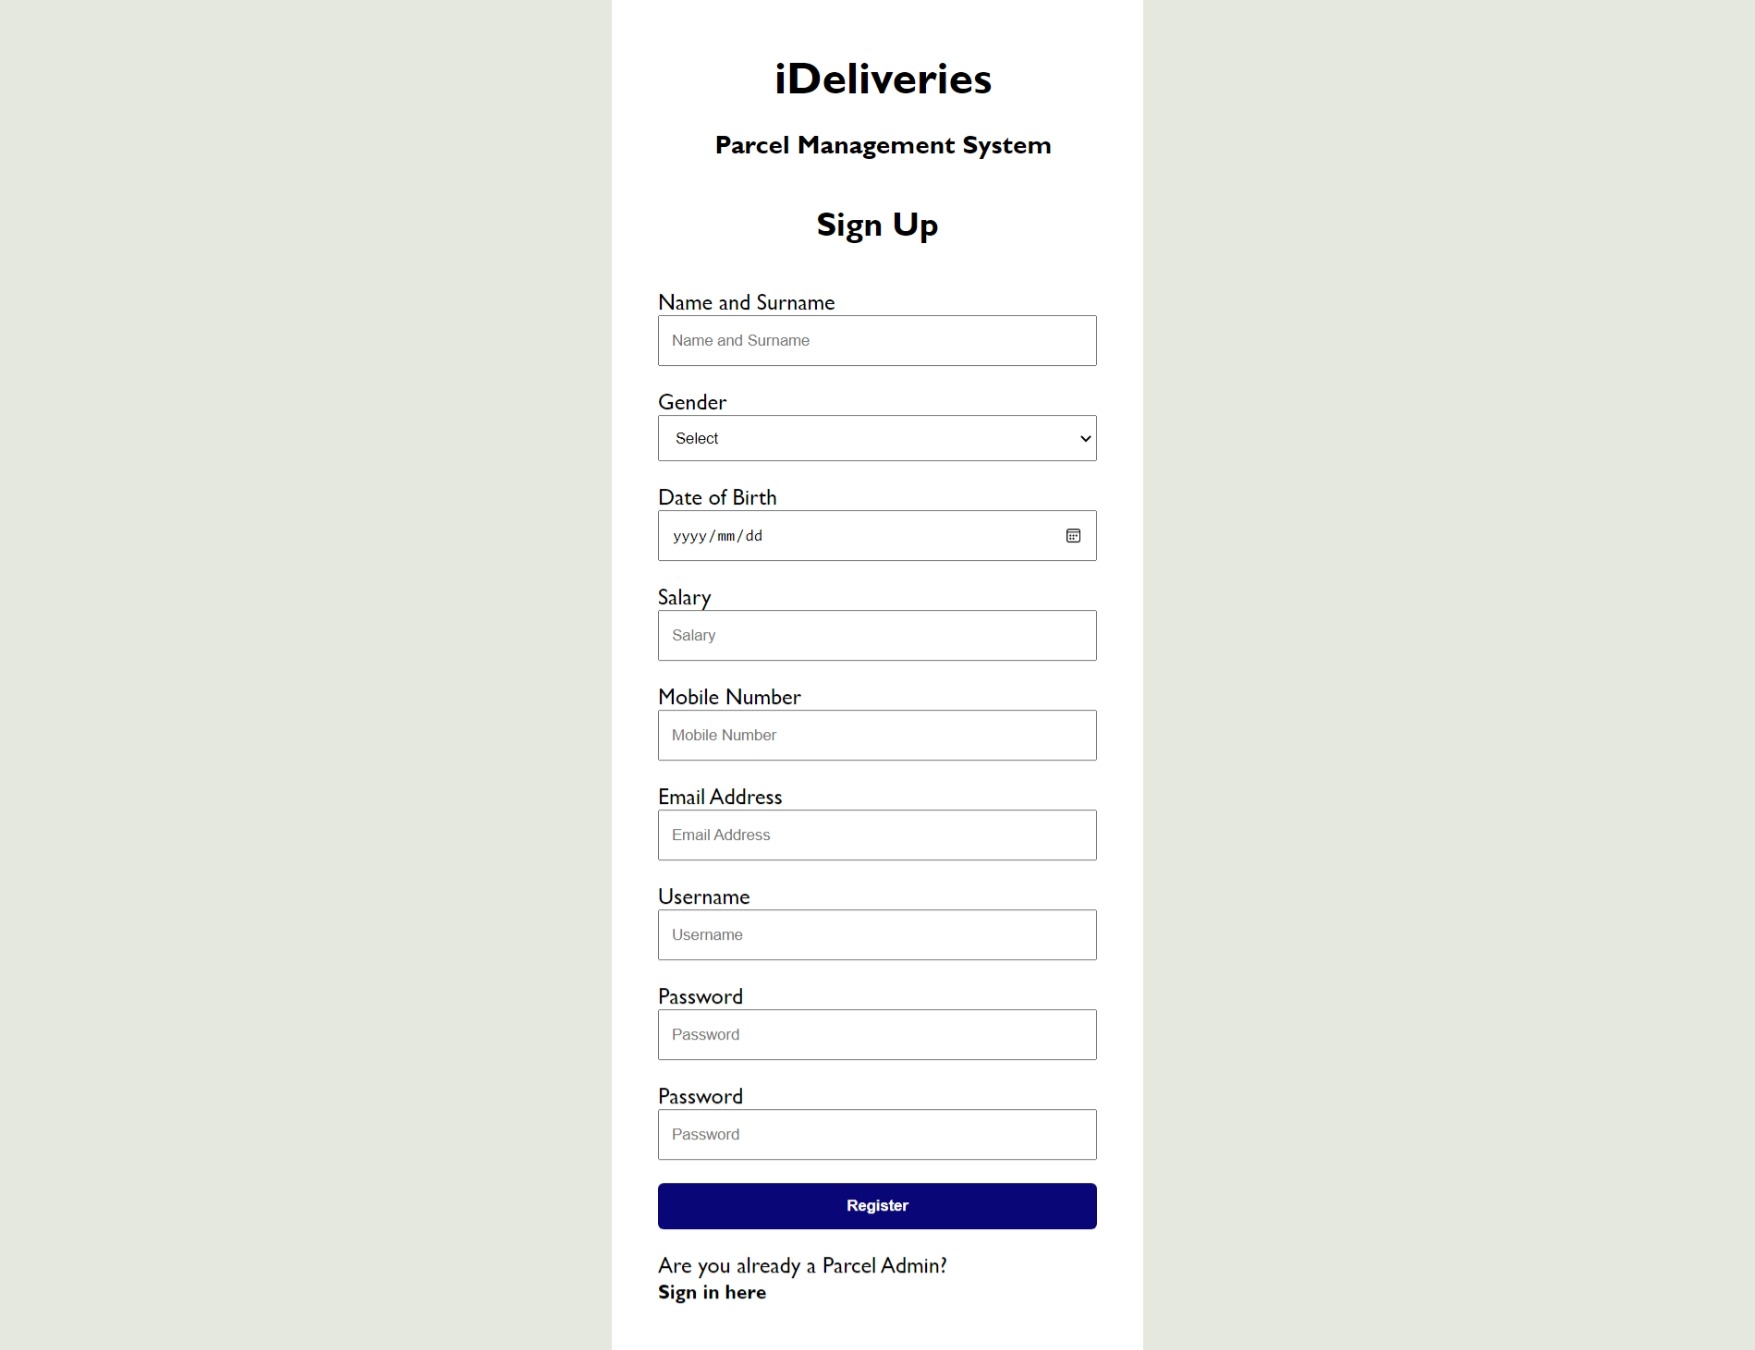 iDeliveries
Parcel Management System
Sign Up
Name and Surname
Name and Surname
Gender
Select
Date of Birth
yyyy/mm/dd
Salary
Salary
Mobile Number
Mobile Number
Email Address
Email Address
Username
Username
Password
Password
Password
Password
Register
Are you already a Parcel Admin?
Sign in here